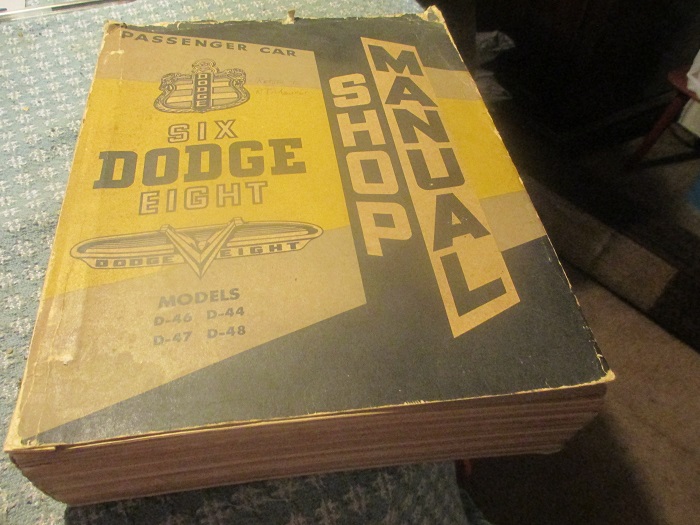 PASSENGER CAR
DODGE
SIX
DODGE
EIGHT
DODGE EIGHT
MODELS
D-46 D-44
D-47 D-48
SHOP
MANUAL